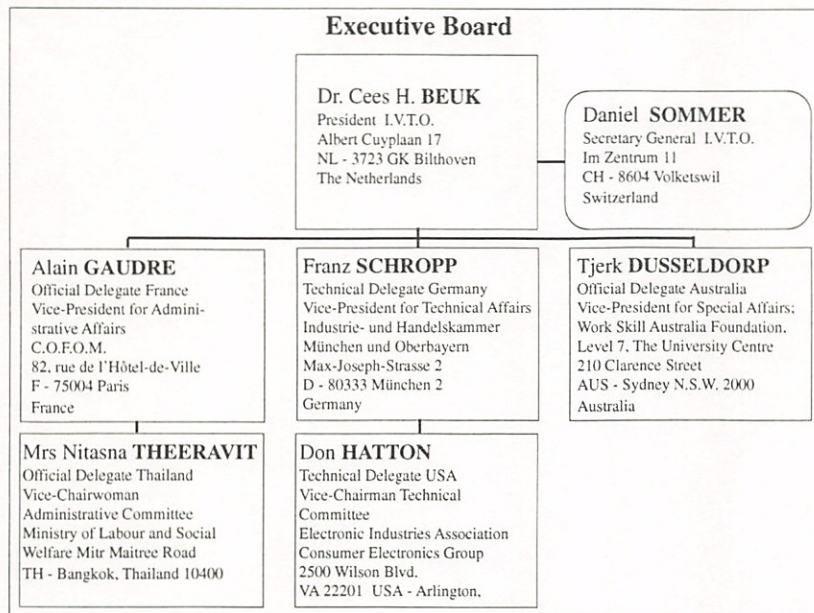 Executive Board
Dr. Cees H. BEUK
President I.V.T.O.
Albert Cuyplaan 17
NL - 3723 GK Bilthoven
The Netherlands
Daniel SOMMER
Secretary General I.V.T.O.
Im Zentrum 11
CH - 8604 Volketswil
Switzerland
Alain GAUDRE
Official Delegate France
Vice-President for Admini-
strative Affairs
C.O.F.O.M.
82, rue de l'Hôtel-de-Ville
F - 75004 Paris
France
Franz SCHROPP
Technical Delegate Germany
Vice-President for Technical Affairs
Industrie- und Handelskammer
München und Oberbayern
Max-Joseph-Strasse 2
D - 80333 München 2
Germany
Tjerk DUSSELDORP
Official Delegate Australia
Vice-President for Special Affairs;
Work Skill Australia Foundation,
Level 7, The University Centre
210 Clarence Street
AUS - Sydney N.S.W. 2000
Australia
Mrs Nitasna THEERAVIT
Official Delegate Thailand
Vice-Chairwoman
Administrative Committee
Ministry of Labour and Social
Welfare Mitr Maitree Road
TH - Bangkok, Thailand 10400
Don HATTON
Technical Delegate USA
Vice-Chairman Technical
Committee
Electronic Industries Association
Consumer Electronics Group
2500 Wilson Blvd.
VA 22201 USA - Arlington,